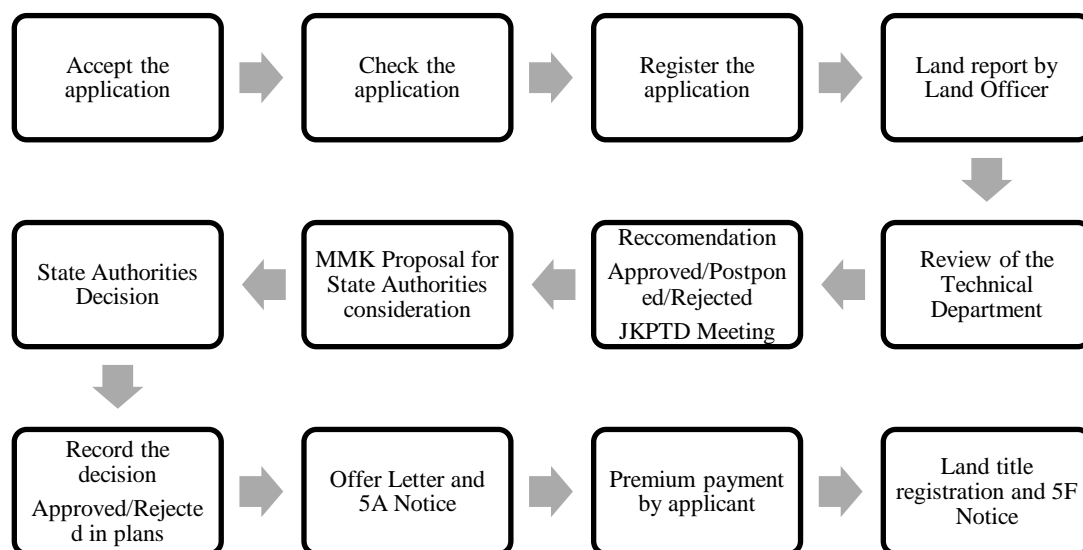 Accept the
application
Check the
application
Register the
application
Land report by
Land Officer
Review of the
Technical
Department
Reccomendation
Approved/Postpon
ed/Rejected
JKPTD Meeting
MMK Proposal for
State Authorities
consideration
State Authorities
Decision
Record the
decision
Approved/Rejecte
d in plans
Offer Letter and
5A Notice
Premium payment
by applicant
Land title
registration and 5F
Notice